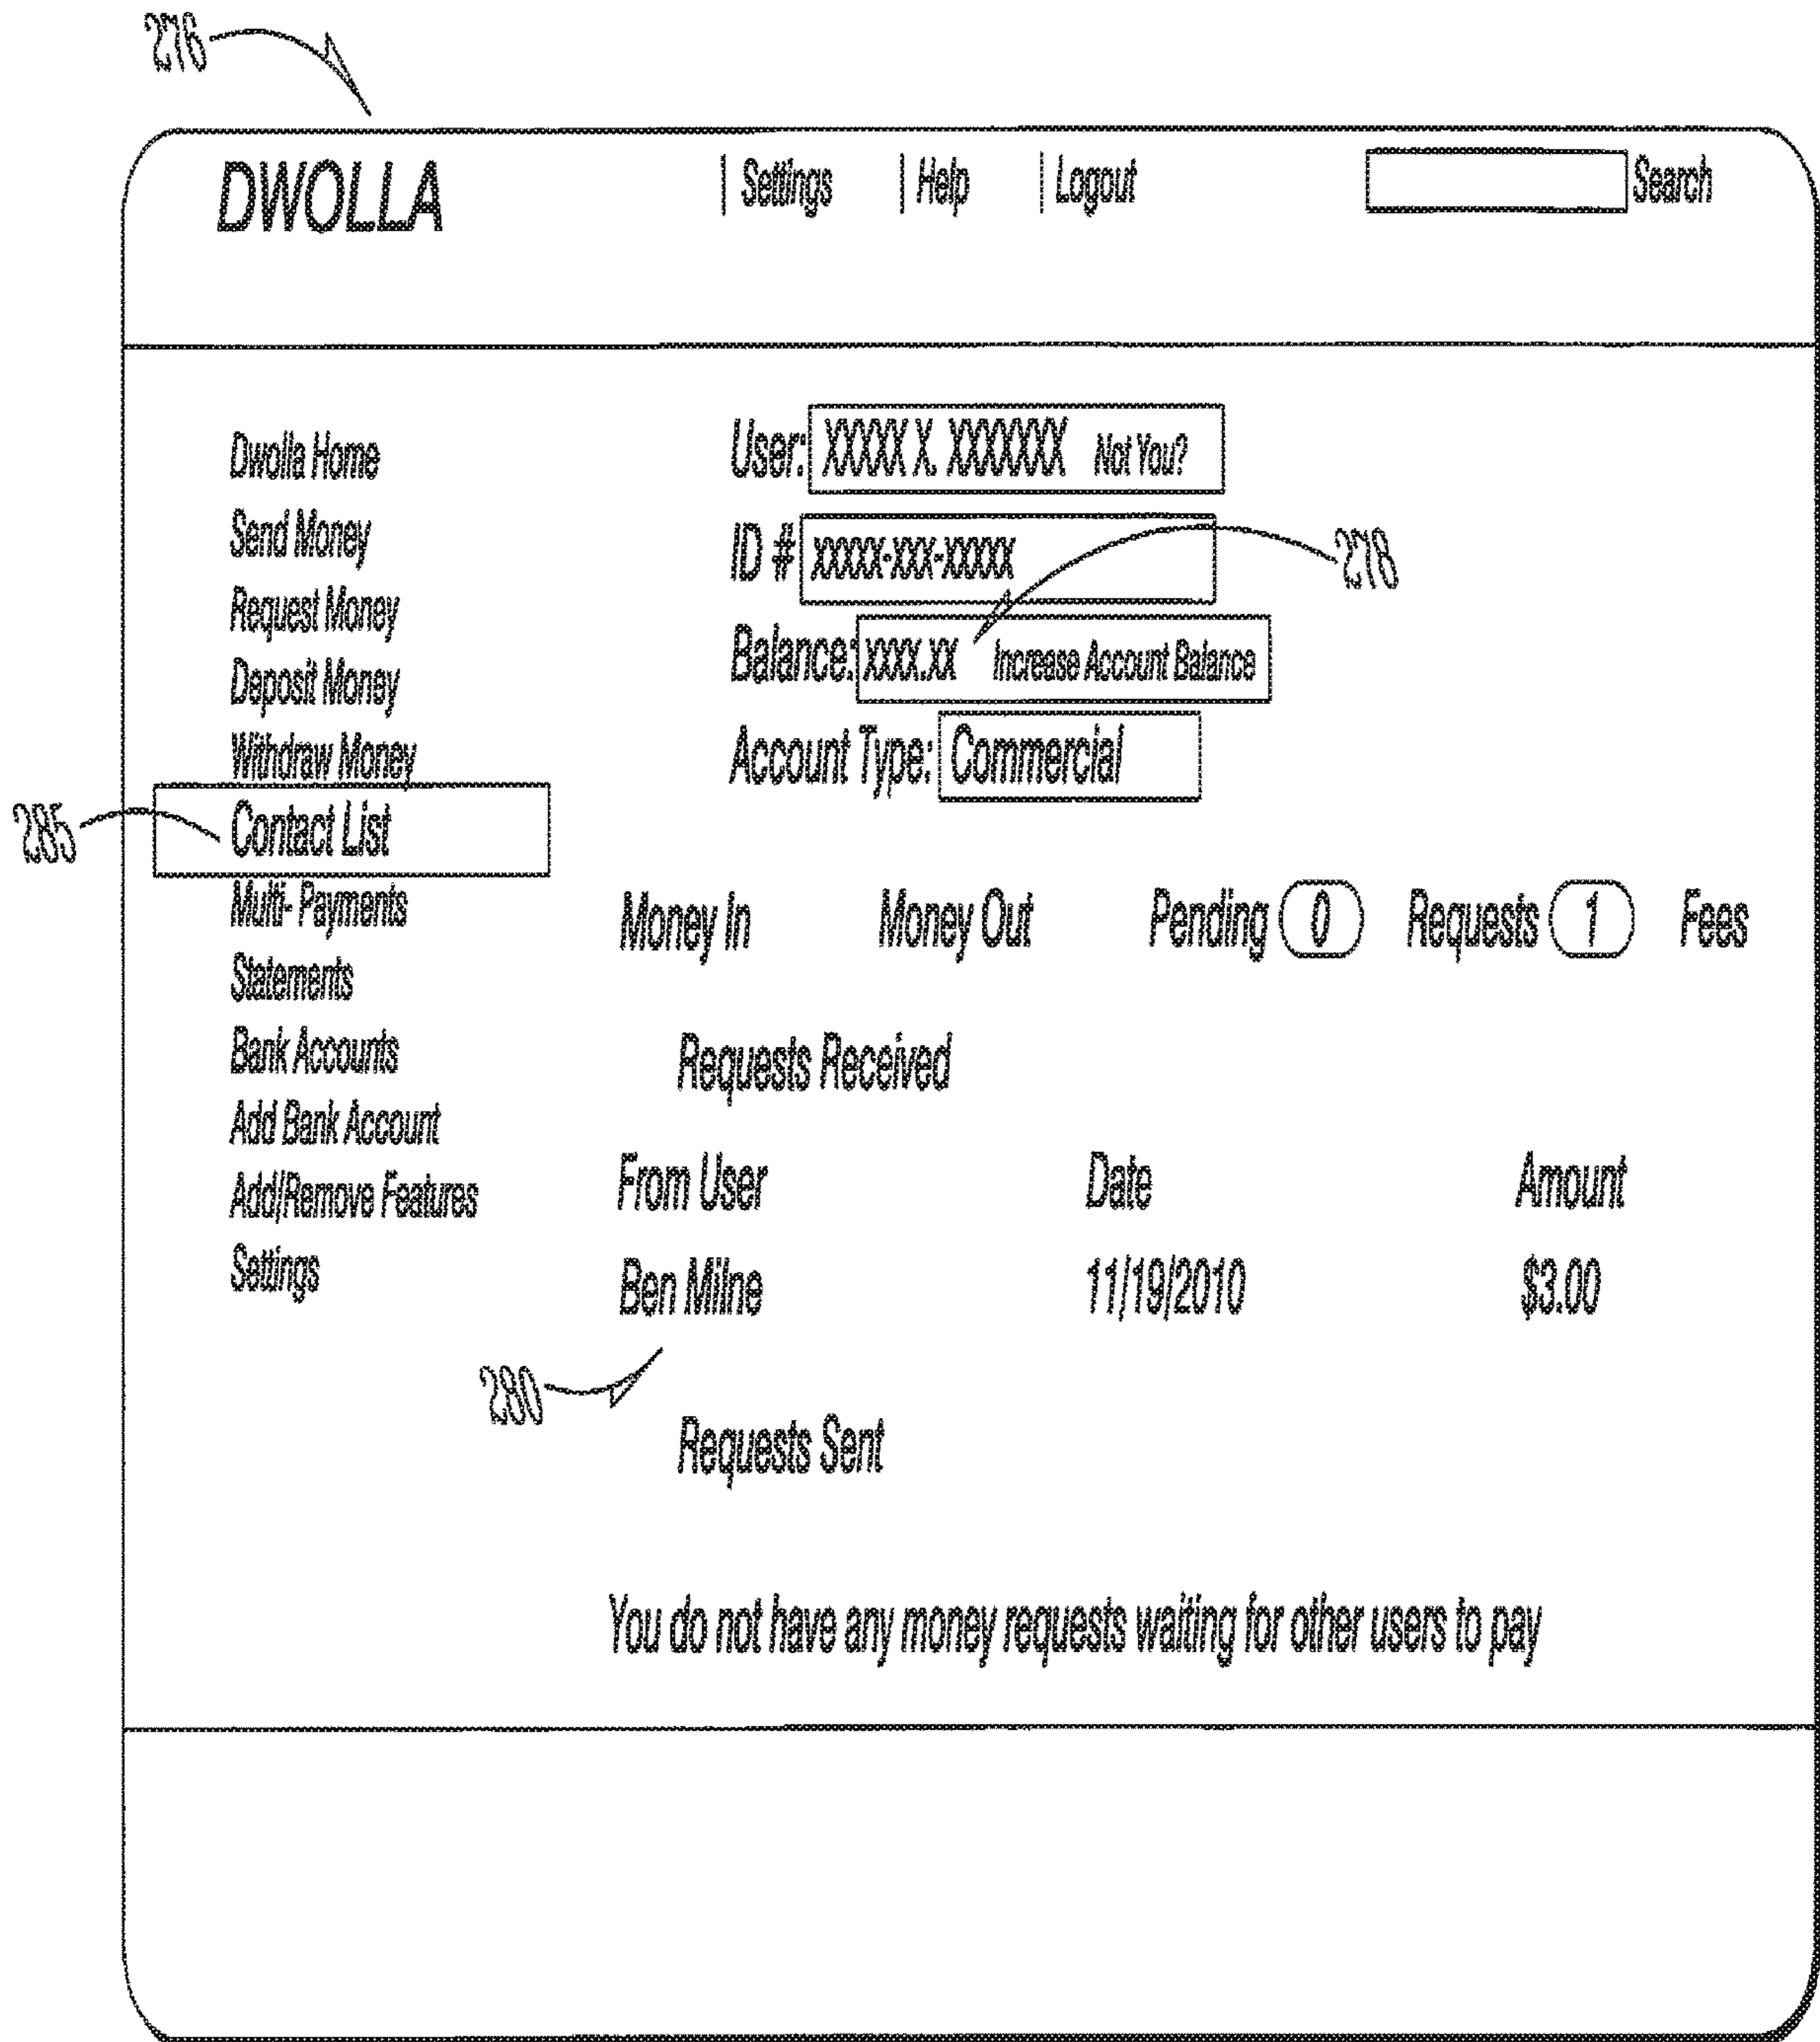 276
DWOLLA | Settings | Help | Logout Search
Dwolla Home
Send Money
Request Money
Deposit Money
Withdraw Money
285 Contact List
Multi- Payments
Statements
Bank Accounts
Add Bank Account
Add/Remove Features
Settings
User: XXXXX X. XXXXXXX Not You?
ID # xxxxx-xxx-xxxxx
278
Balance: xxxx.xx Increase Account Balance
Account Type: Commercial
Money In Money Out Pending 0 Requests 1 Fees
Requests Received
From User Date Amount
Ben Milne 11/19/2010 $3.00
280
Requests Sent
You do not have any money requests waiting for other users to pay